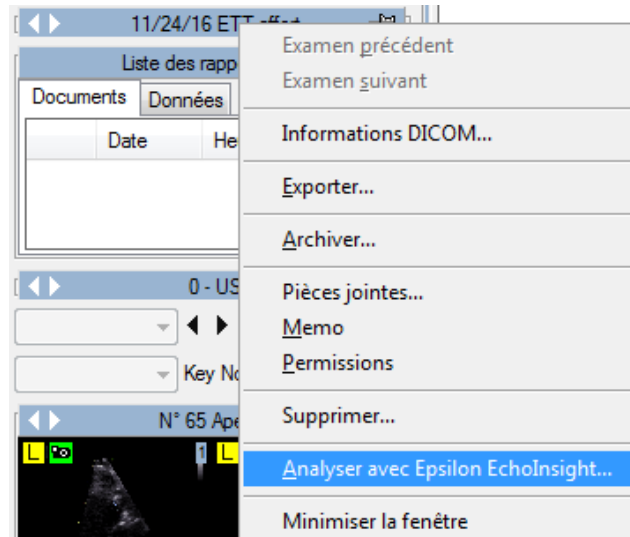 11/24/16 ETT effort
Examen précédent
Liste des rapp
Examen suivant
Documents Données
Date He
Informations DICOM...
Exporter...
Archiver...
0 - US
Pièces jointes...
Memo
Key No
Permissions
N° 65 Ape
Supprimer...
L 1 L
Analyser avec Epsilon EchoInsight...
Minimiser la fenêtre